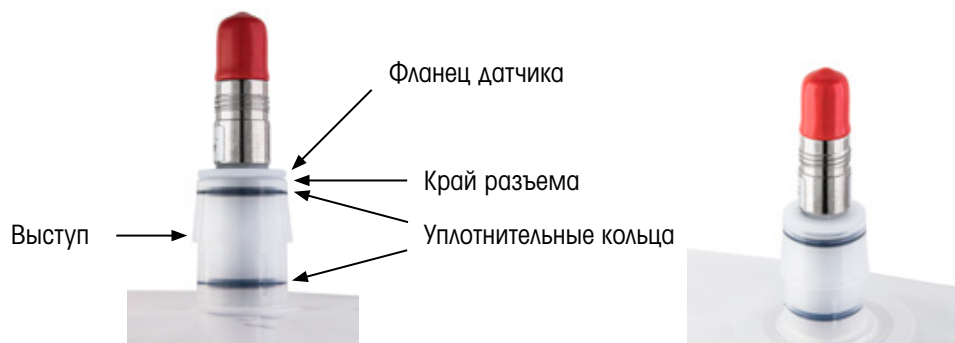 Фланец датчика
Край разъема
Выступ
Уплотнительные кольца